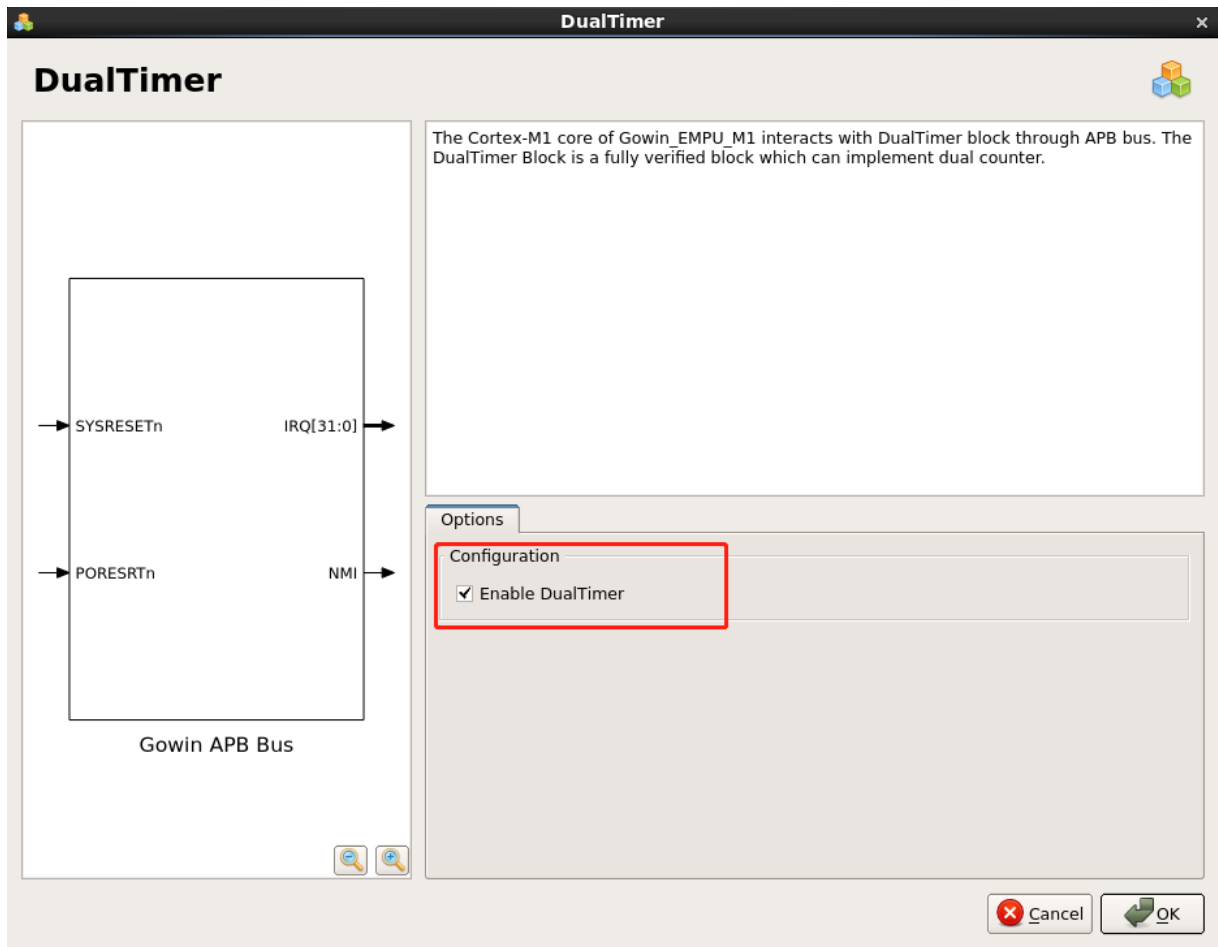 DualTimer
DualTimer
The Cortex-M1 core of Gowin_EMPU_M1 interacts with DualTimer block through APB bus. The
DualTimer Block is a fully verified block which can implement dual counter.
SYSRESETn
IRQ[31:0]
PORESRTn
NMI
Gowin APB Bus
Options
Configuration
Enable DualTimer
Cancel
OK